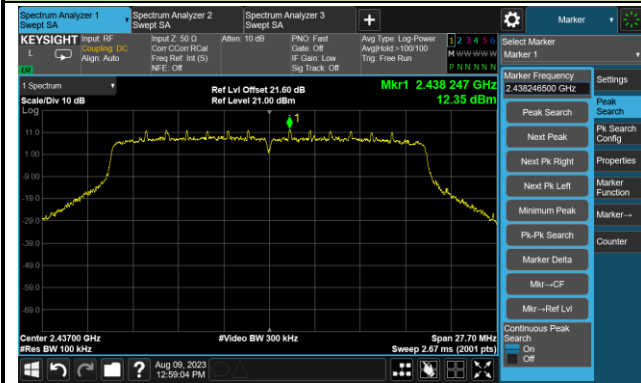 Spectrum Analyzer 1
Swept SA
Spectrum Analyzer 2
Swept SA
Spectrum Analyzer 3
Swept SA
+
Marker
KEYSIGHT
L
Input: RF
Coupling: DC
Align: Auto
Input Z: 50 Ω
Corr CCorr RCal
Freq Ref: Int (S)
NFE: Off
Atten: 10 dB
PNO: Fast
Gate: Off
IF Gain: Low
Sig Track: Off
Avg Type: Log-Power
Avg|Hold:>100/100
Trig: Free Run
1 2 3 4 5 6
M W W W W W
P N N N N N
Select Marker
Marker 1
1 Spectrum
Scale/Div 10 dB
Log
Ref Lvl Offset 21.60 dB
Ref Level 21.00 dBm
Mkr1 2.438 247 GHz
12.35 dBm
1
11.0
1.00
-9.00
-19.0
-29.0
-39.0
-49.0
-59.0
-69.0
Center 2.43700 GHz
#Res BW 100 kHz
#Video BW 300 kHz
Span 27.70 MHz
Sweep 2.67 ms (2001 pts)
Marker Frequency
2.438246500 GHz
Peak Search
Next Peak
Next Pk Right
Next Pk Left
Minimum Peak
Pk-Pk Search
Marker Delta
Mkr→CF
Mkr→Ref Lvl
Continuous Peak
Search
On
Off
Settings
Peak
Search
Pk Search
Config
Properties
Marker
Function
Marker→
Counter
?
Aug 09, 2023
12:59:04 PM